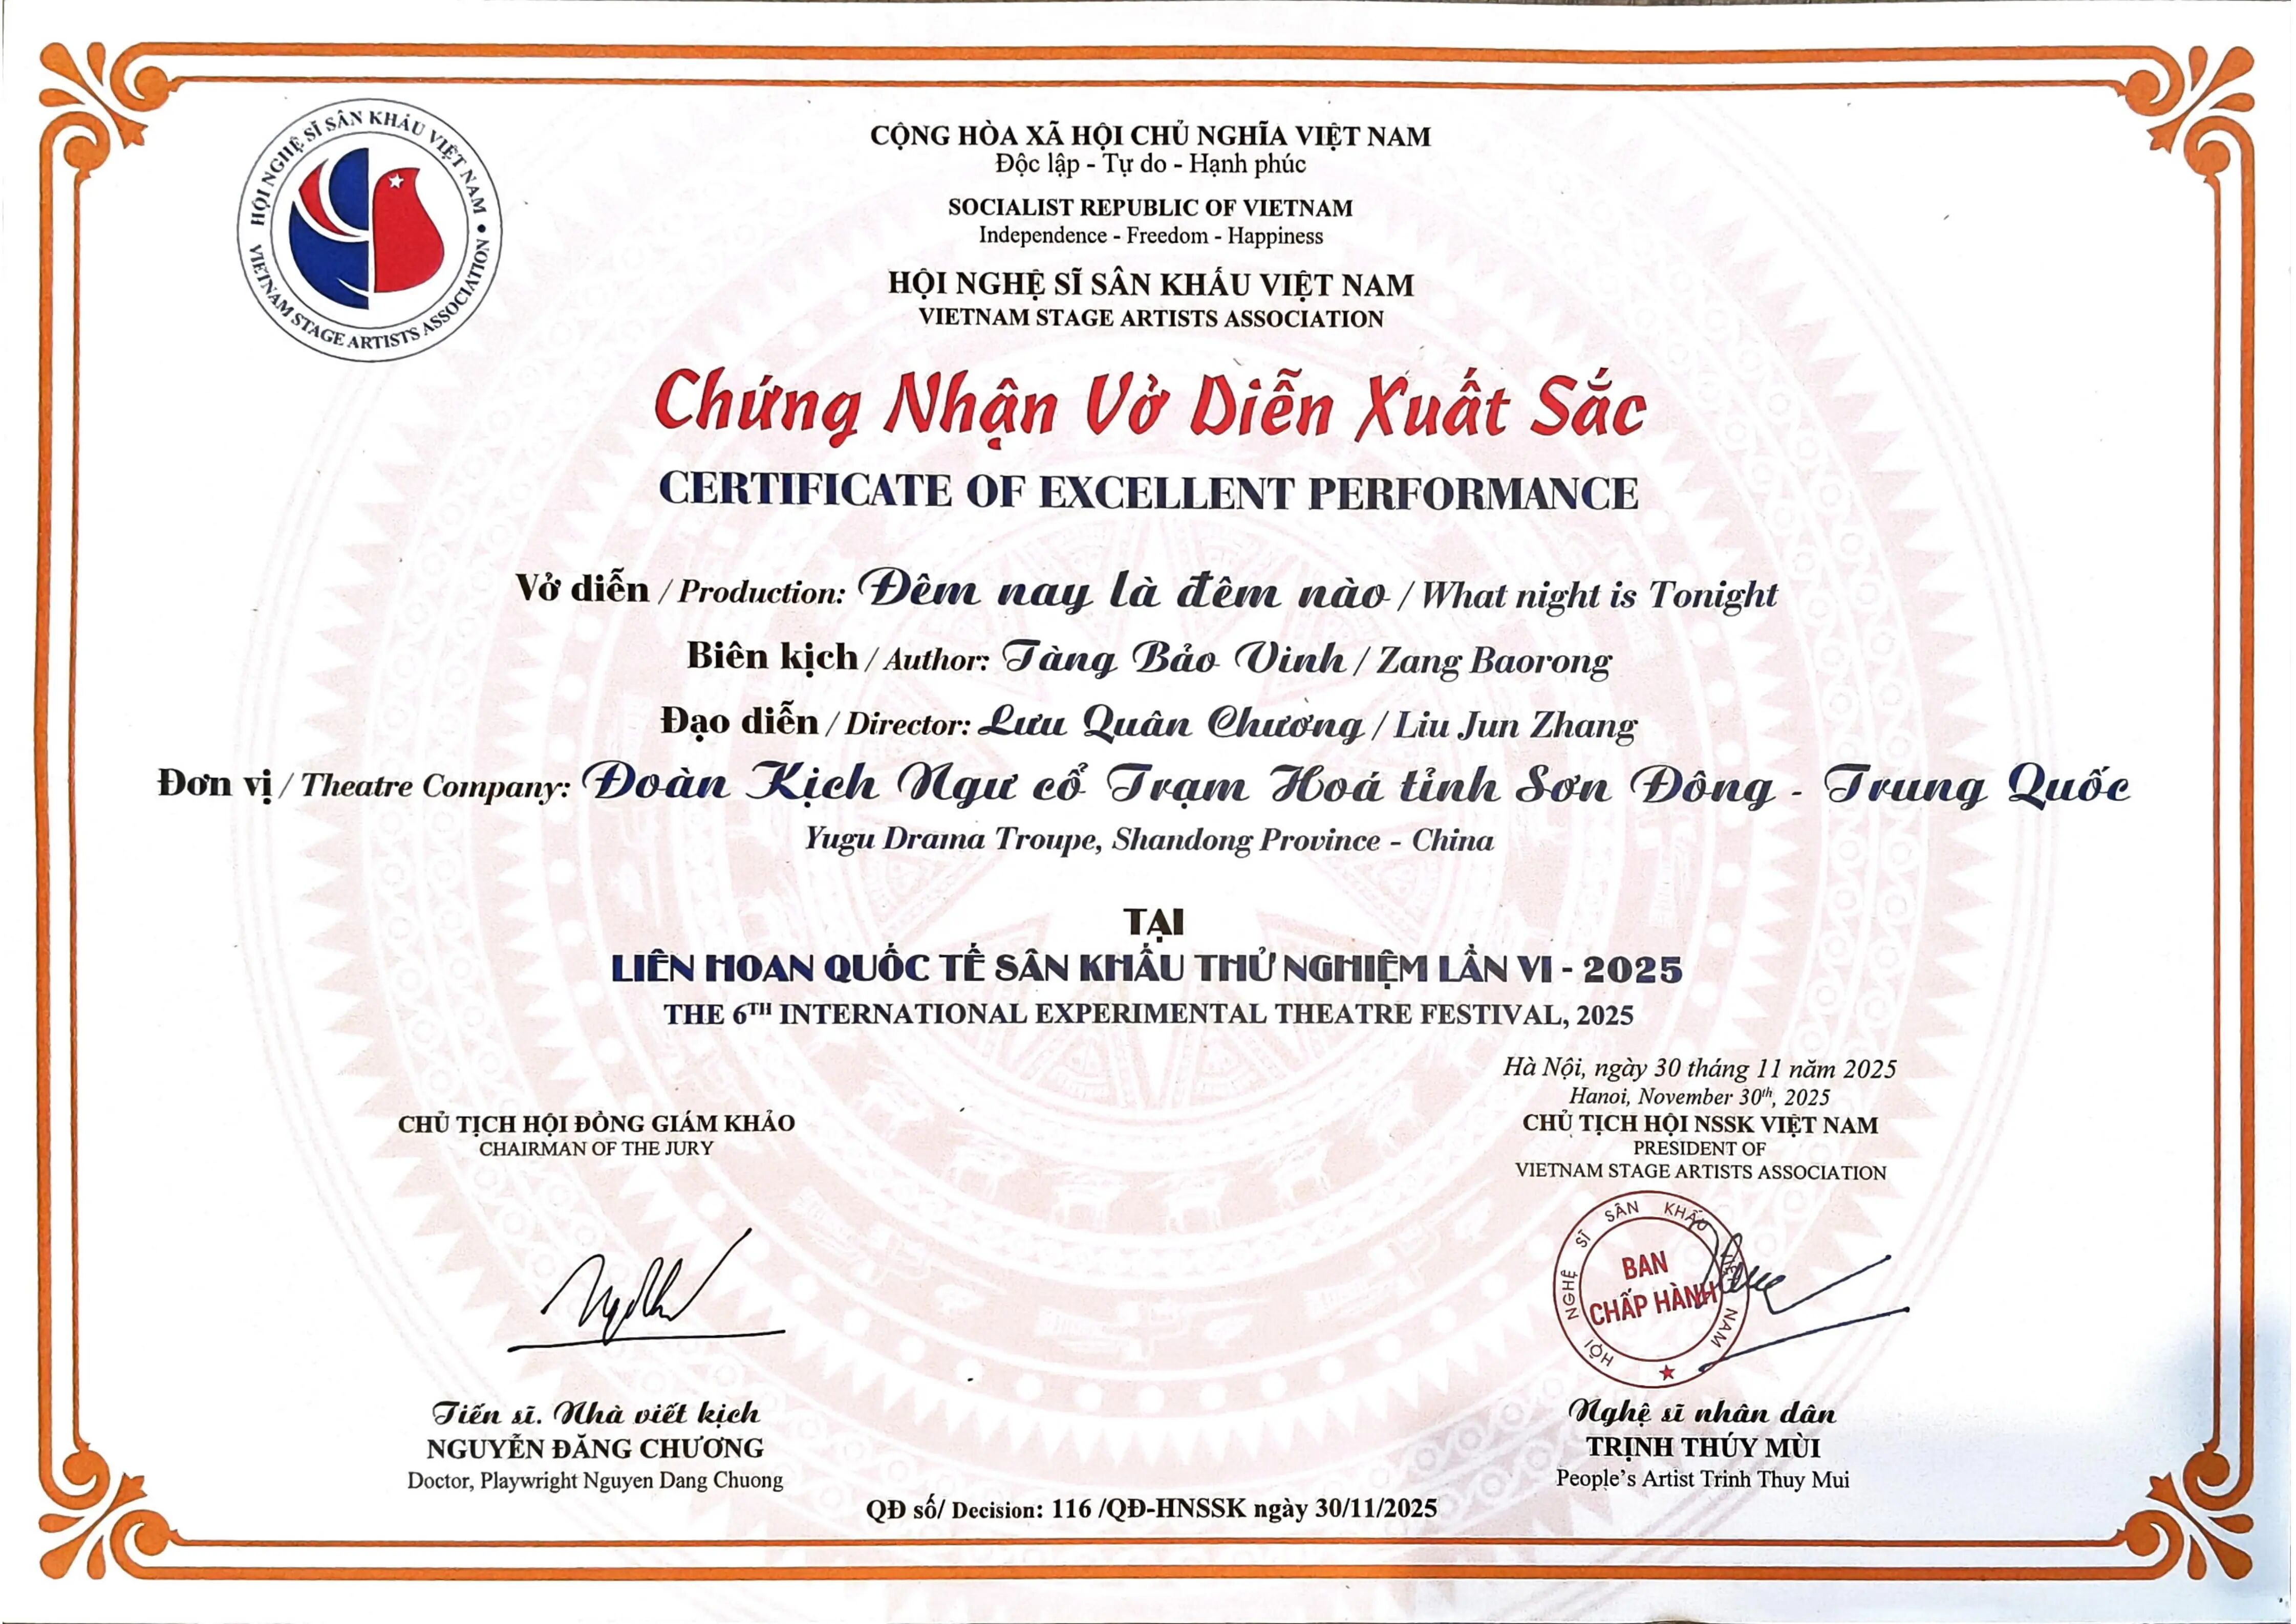 HỘI NGHỆ SĨ SÂN KHẤU VIỆT NAM
VIETNAM STAGE ARTISTS ASSOCIATION
CỘNG HÒA XÃ HỘI CHỦ NGHĨA VIỆT NAM
Độc lập - Tự do - Hạnh phúc
SOCIALIST REPUBLIC OF VIETNAM
Independence - Freedom - Happiness
HỘI NGHỆ SĨ SÂN KHẤU VIỆT NAM
VIETNAM STAGE ARTISTS ASSOCIATION
Chứng Nhận Vở Diễn Xuất Sắc
CERTIFICATE OF EXCELLENT PERFORMANCE
Vở diễn / Production: Đêm nay là đêm nào / What night is Tonight
Biên kịch / Author: Tàng Bảo Vinh / Zang Baorong
Đạo diễn / Director: Lưu Quân Chường / Liu Jun Zhang
Đơn vị / Theatre Company: Đoàn Kịch Ngư cổ Trạm Hoá tỉnh Sơn Đông - Trung Quốc
Yugu Drama Troupe, Shandong Province - China
TẠI
LIÊN HOAN QUỐC TẾ SÂN KHẤU THỬ NGHIỆM LẦN VI - 2025
THE 6TH INTERNATIONAL EXPERIMENTAL THEATRE FESTIVAL, 2025
Hà Nội, ngày 30 tháng 11 năm 2025
Hanoi, November 30th, 2025
CHỦ TỊCH HỘI ĐỒNG GIÁM KHẢO
CHAIRMAN OF THE JURY
CHỦ TỊCH HỘI NSSK VIỆT NAM
PRESIDENT OF
VIETNAM STAGE ARTISTS ASSOCIATION
HỘI NGHỆ SĨ SÂN KHẤU VIỆT NAM
BAN
CHẤP HÀNH
Tiến sĩ. Nhà viết kịch
NGUYỄN ĐĂNG CHƯƠNG
Doctor, Playwright Nguyen Dang Chuong
Nghệ sĩ nhân dân
TRỊNH THÚY MÙI
People's Artist Trinh Thuy Mui
QĐ số/ Decision: 116 /QĐ-HNSSK ngày 30/11/2025